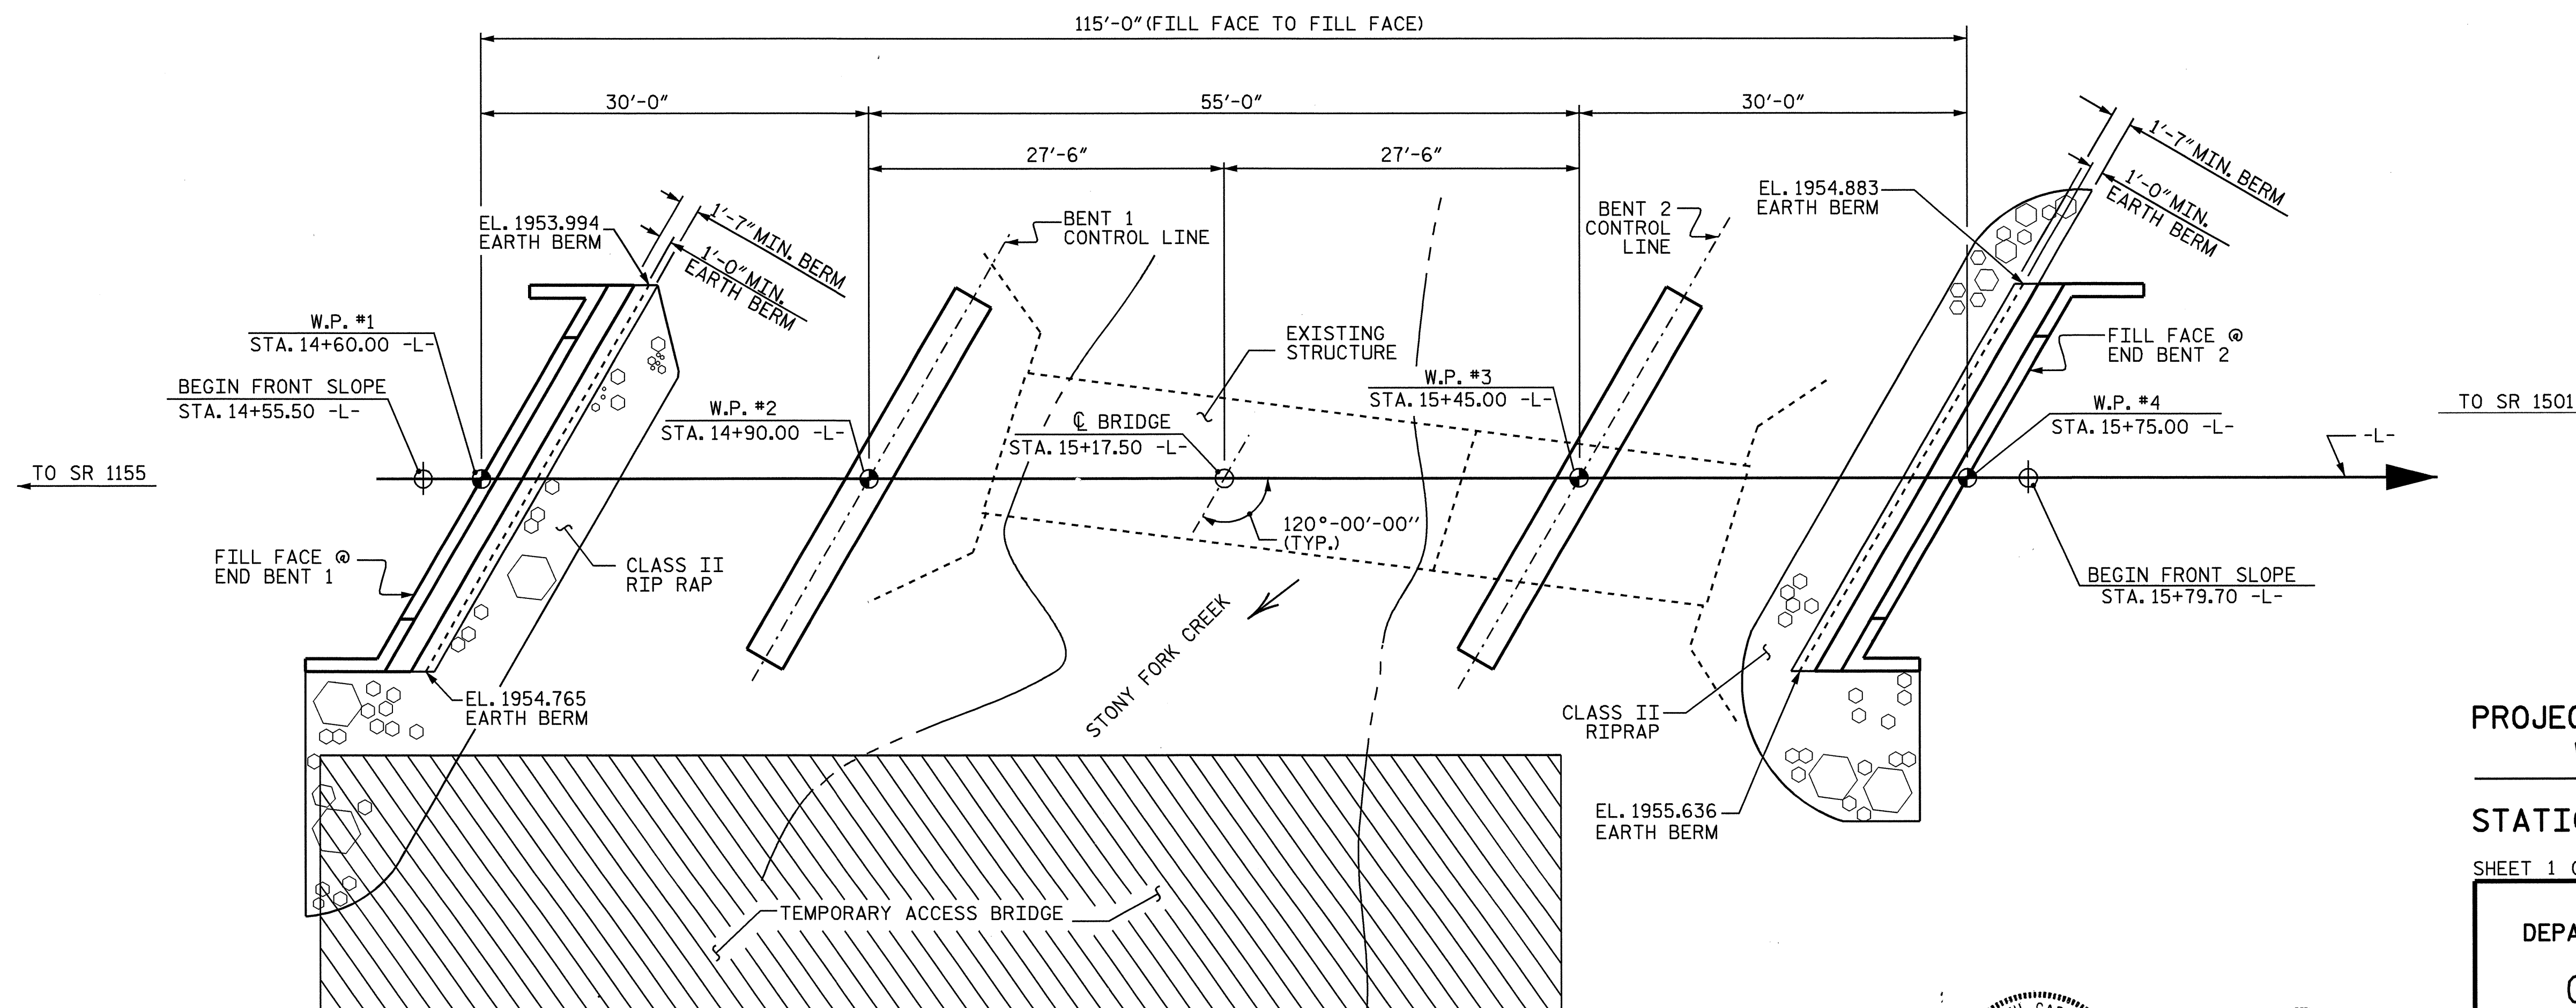 115'-0" (FILL FACE TO FILL FACE)
30'-0"
55'-0"
30'-0"
27'-6"
27'-6"
1'-7" MIN. BERM
1'-0" MIN.
EARTH BERM
EL. 1953.994
EARTH BERM
1'-7" MIN. BERM
1'-0" MIN.
EARTH BERM
BENT 1
CONTROL LINE
BENT 2
CONTROL
LINE
EL. 1954.883
EARTH BERM
W.P. #1
STA. 14+60.00 -L-
BEGIN FRONT SLOPE
STA. 14+55.50 -L-
W.P. #2
STA. 14+90.00 -L-
EXISTING
STRUCTURE
℄ BRIDGE
STA. 15+17.50 -L-
W.P. #3
STA. 15+45.00 -L-
FILL FACE @
END BENT 2
W.P. #4
STA. 15+75.00 -L-
TO SR 1501
-L-
TO SR 1155
120°-00'-00"
(TYP.)
FILL FACE @
END BENT 1
CLASS II
RIP RAP
STONY FORK CREEK
BEGIN FRONT SLOPE
STA. 15+79.70 -L-
EL. 1954.765
EARTH BERM
CLASS II
RIPRAP
EL. 1955.636
EARTH BERM
TEMPORARY ACCESS BRIDGE
SHEET 1